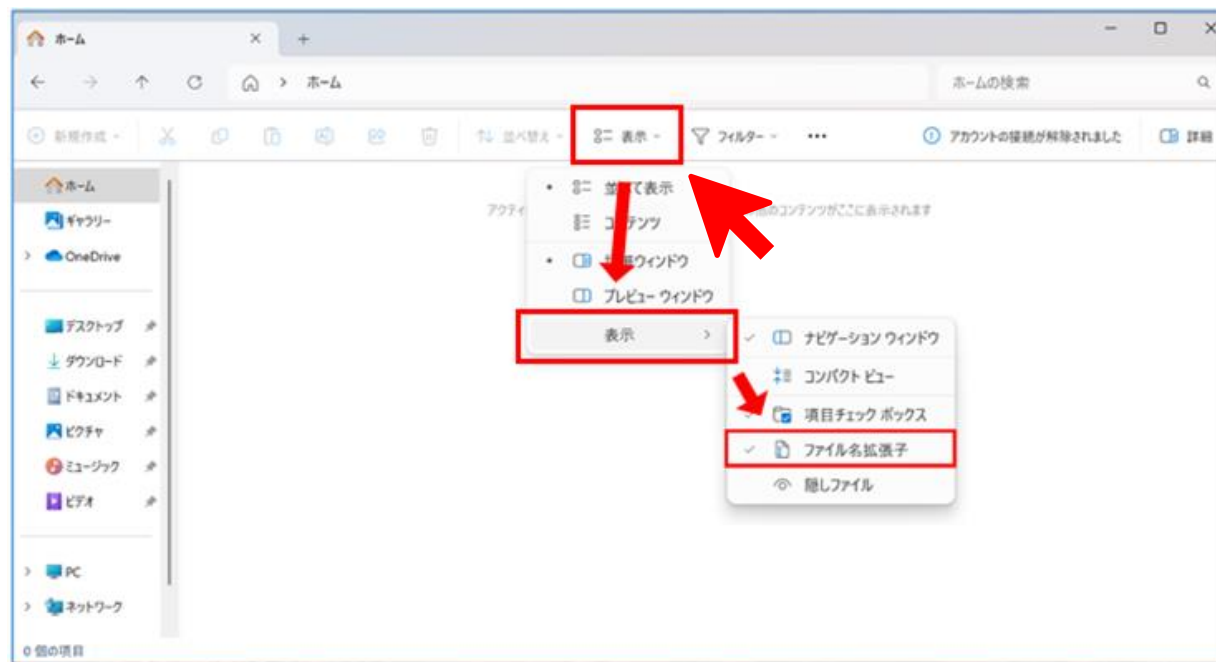 ホーム
ホーム
ホームの検索
新規作成
並べ替え
表示
フィルター
アカウントの接続が解除されました
詳細
ホーム
ギャラリー
OneDrive
デスクトップ
ダウンロード
ドキュメント
ピクチャ
ミュージック
ビデオ
PC
ネットワーク
並 て表示
コ テンツ
ウィンドウ
プレビュー ウィンドウ
表示
アクティ
のコンテンツがここに表示されます
ナビゲーション ウィンドウ
コンパクト ビュー
項目チェック ボックス
ファイル名拡張子
隠しファイル
0 個の項目